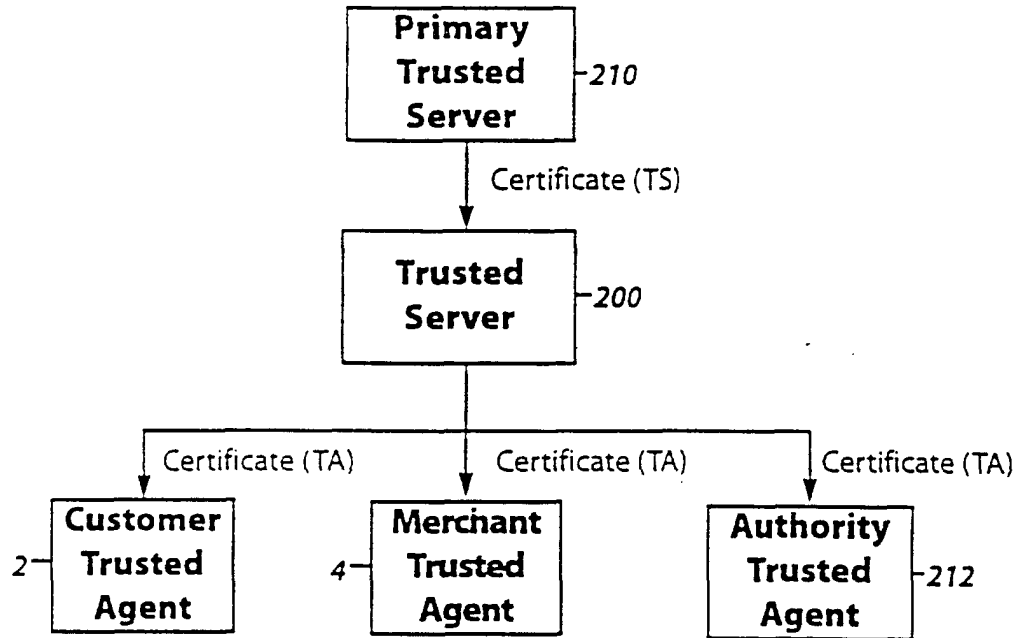 Primary
Trusted
Server
210
Certificate (TS)
Trusted
Server
200
Certificate (TA)
Certificate (TA)
Certificate (TA)
Customer
Trusted
Agent
2
Merchant
Trusted
Agent
4
Authority
Trusted
Agent
212